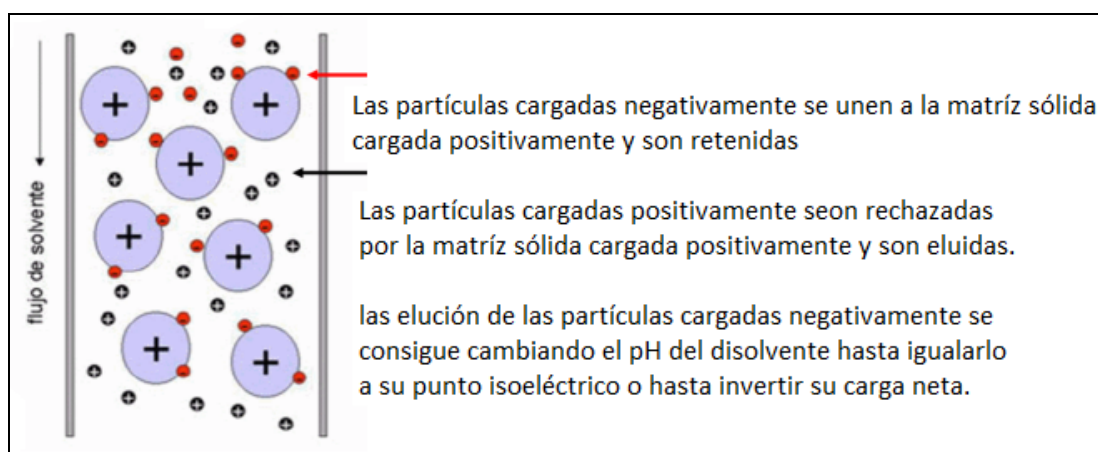 flujo de solvente
Las partículas cargadas negativamente se unen a la matríz sólida
cargada positivamente y son retenidas
Las partículas cargadas positivamente seon rechazadas
por la matríz sólida cargada positivamente y son eluidas.
las elución de las partículas cargadas negativamente se
consigue cambiando el pH del disolvente hasta igualarlo
a su punto isoeléctrico o hasta invertir su carga neta.